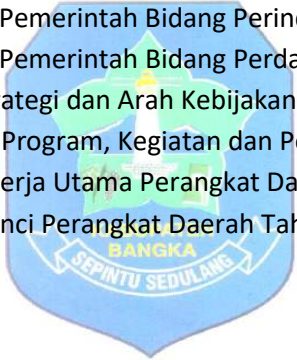 Pemerintah Bidang Perin
Pemerintah Bidang Perda
ategi dan Arah Kebijakan
Program, Kegiatan dan P
erja Utama Perangkat Da
nci Perangkat Daerah Tah
BANGKA
SEPINTU SEDULANG